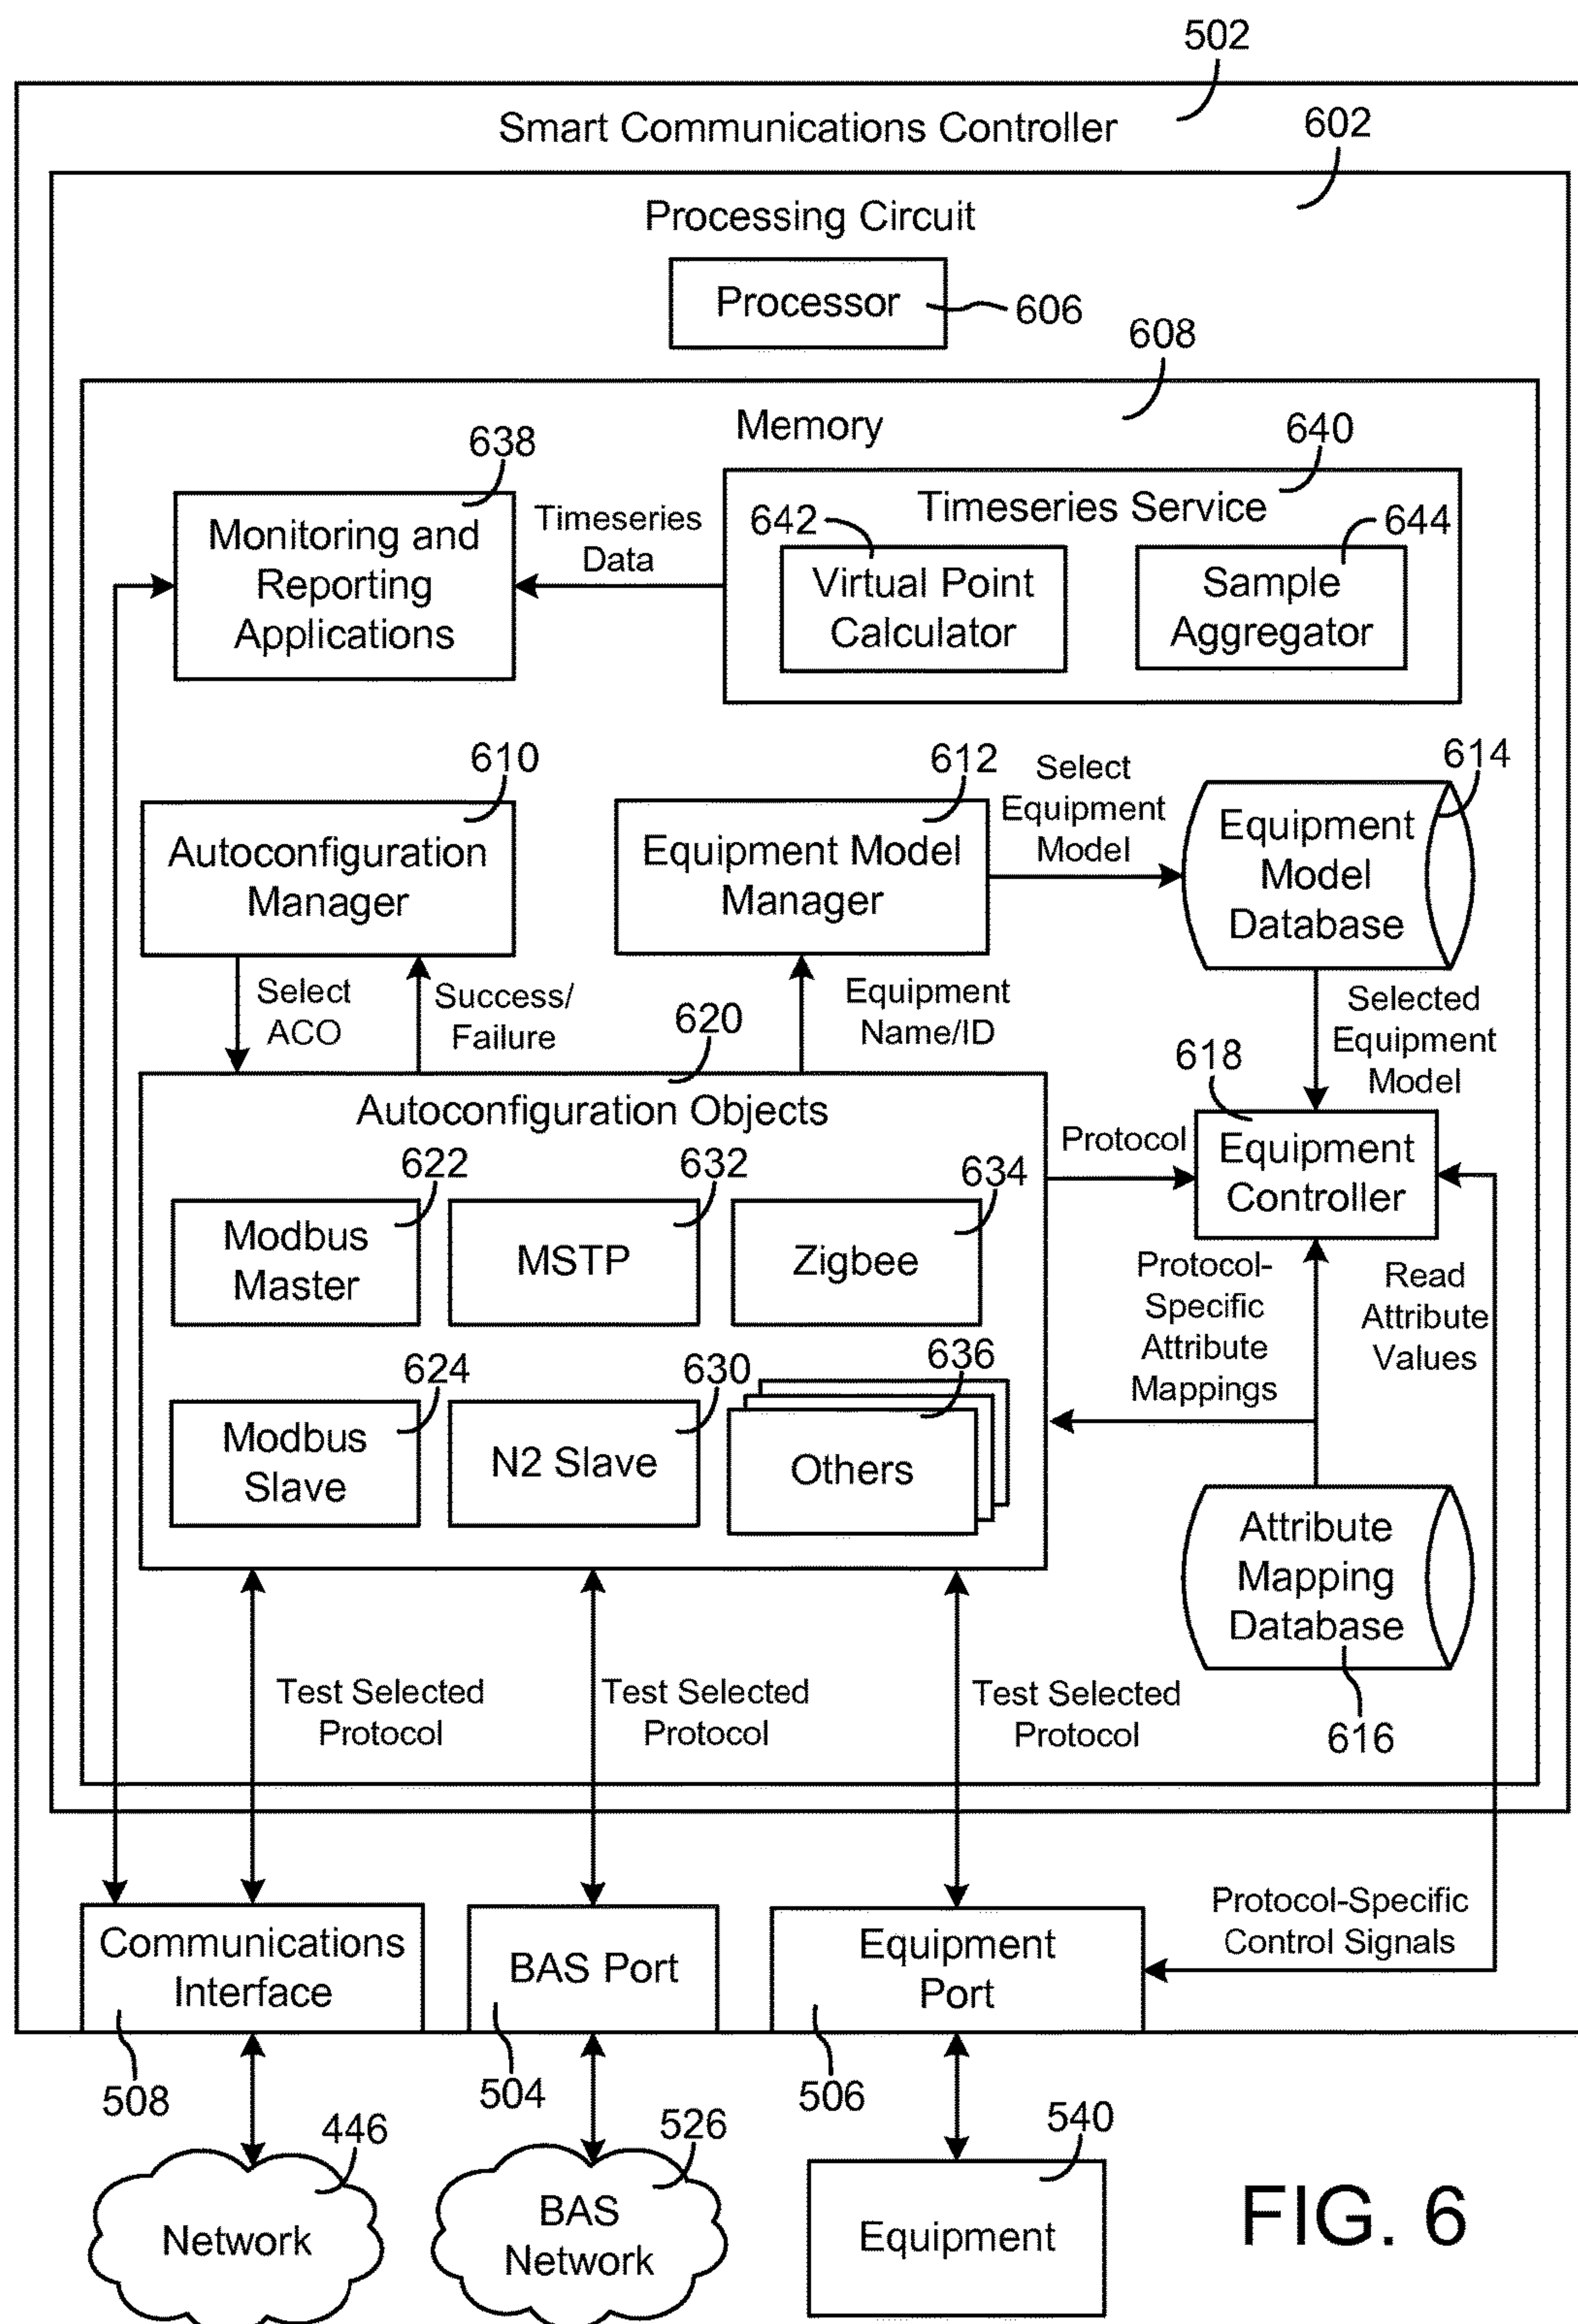 502
Smart Communications Controller
602
Processing Circuit
Processor
606
608
Memory
638
640
Monitoring and
Reporting
Applications
Timeseries
Data
Timeseries Service
642
644
Virtual Point
Calculator
Sample
Aggregator
610
612
Select
Equipment
Model
614
Autoconfiguration
Manager
Equipment Model
Manager
Equipment
Model
Database
Select
ACO
Success/
Failure
620
Equipment
Name/ID
Selected
Equipment
Model
618
Autoconfiguration Objects
Protocol
Equipment
Controller
622
632
634
Modbus
Master
MSTP
Zigbee
Protocol-
Specific
Attribute
Mappings
Read
Attribute
Values
624
630
636
Modbus
Slave
N2 Slave
Others
Attribute
Mapping
Database
616
Test Selected
Protocol
Test Selected
Protocol
Test Selected
Protocol
Communications
Interface
BAS Port
Equipment
Port
Protocol-Specific
Control Signals
508
504
506
446
526
540
Network
BAS
Network
Equipment
FIG. 6